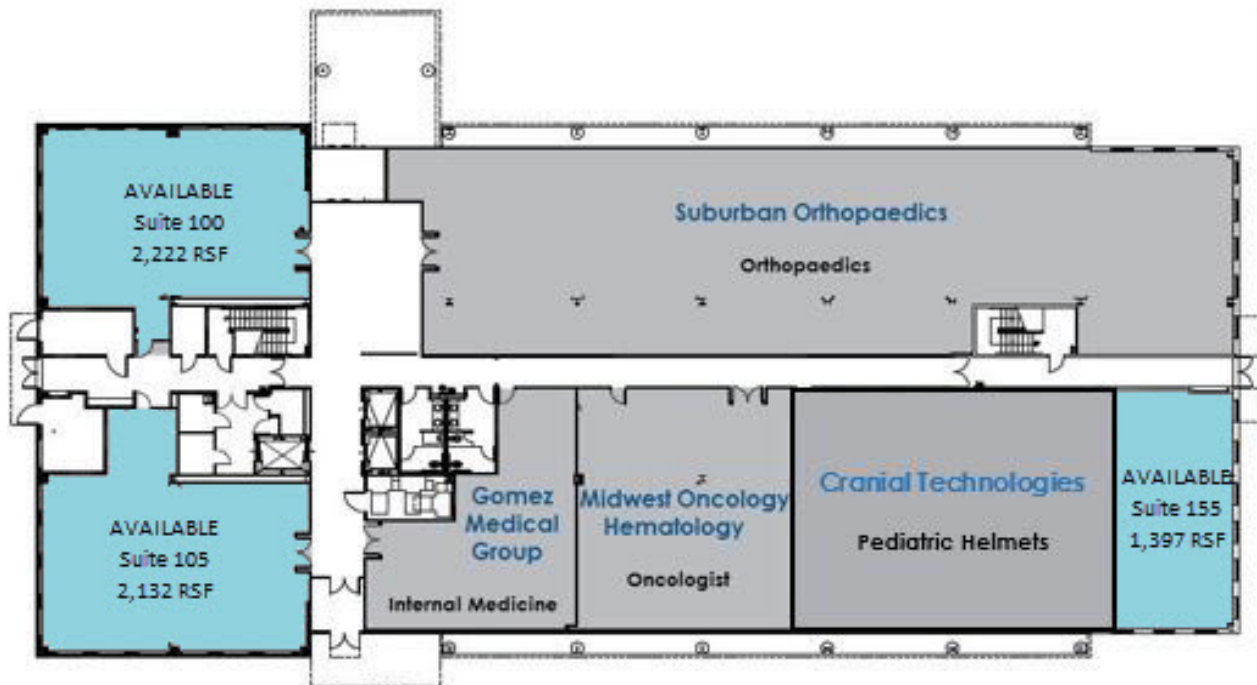 AVAILABLE
Suite 100
2,222 RSF
Suburban Orthopaedics
Orthopaedics
AVAILABLE
Suite 105
2,132 RSF
Gomez
Medical
Group
Internal Medicine
Midwest Oncology
Hematology
Oncologist
Cranial Technologies
Pediatric Helmets
AVAILABLE
Suite 155
1,397 RSF